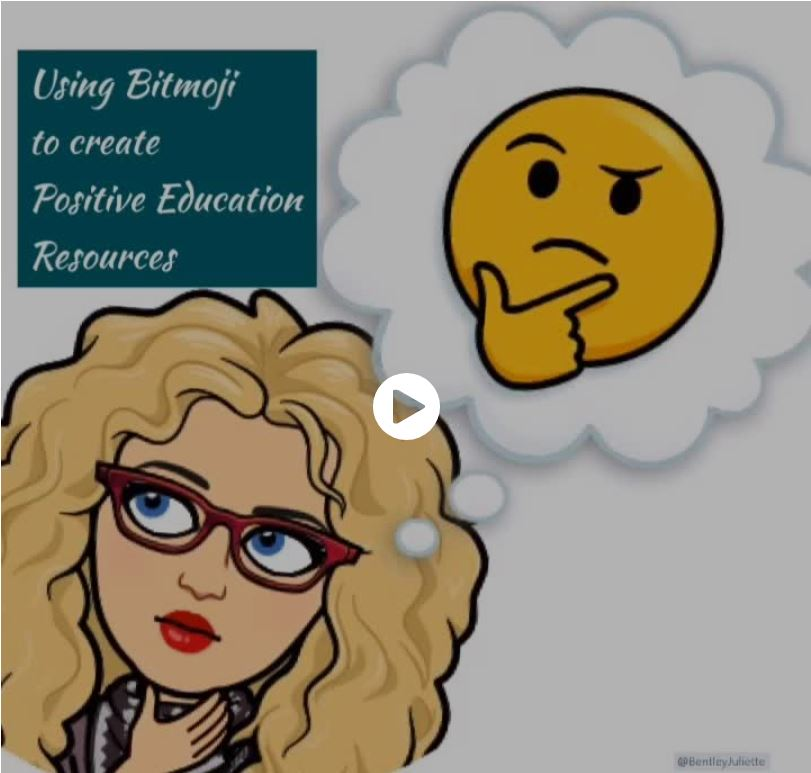 Using Bitmoji
to create
Positive Education
Resources
@BentleyJuliette